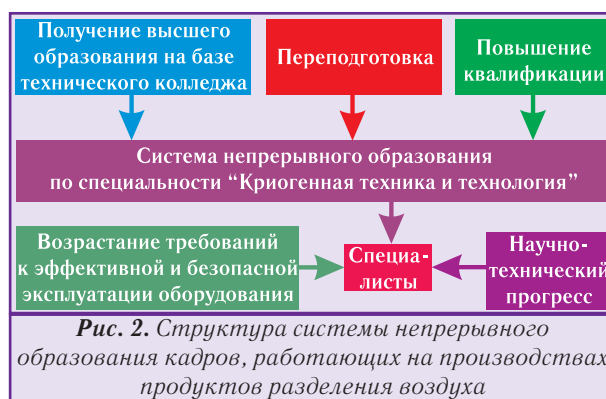 Получение высшего
образования на базе
технического колледжа
Переподготовка
Повышение
квалификации
Система непрерывного образования
по специальности “Криогенная техника и технология”
Возрастание требований
к эффективной и безопасной
эксплуатации оборудования
Специа-
листы
Научно-
технический
прогресс
Рис. 2. Структура системы непрерывного
образования кадров, работающих на производствах
продуктов разделения воздуха